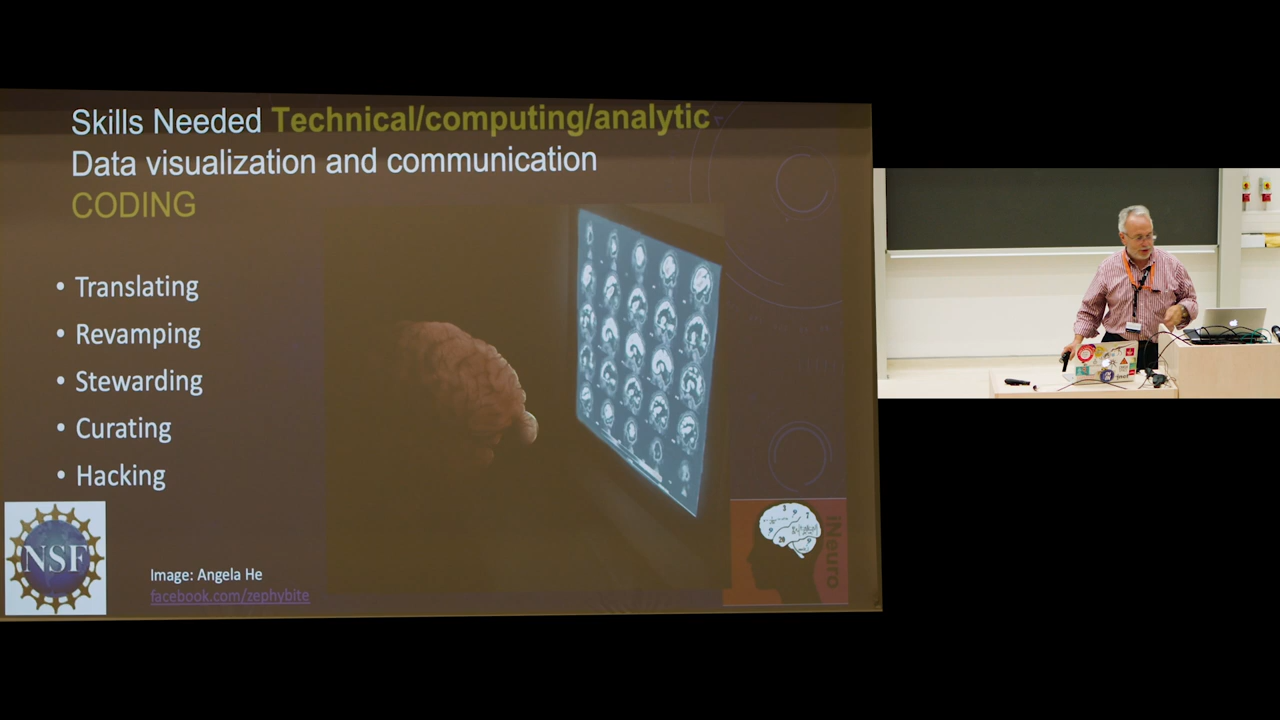 Skills Needed Technical/computing/analytic
Data visualization and communication
CODING
• Translating
• Revamping
• Stewarding
• Curating
• Hacking
NSF
Image: Angela He
facebook.com/zephybite
iNeuro